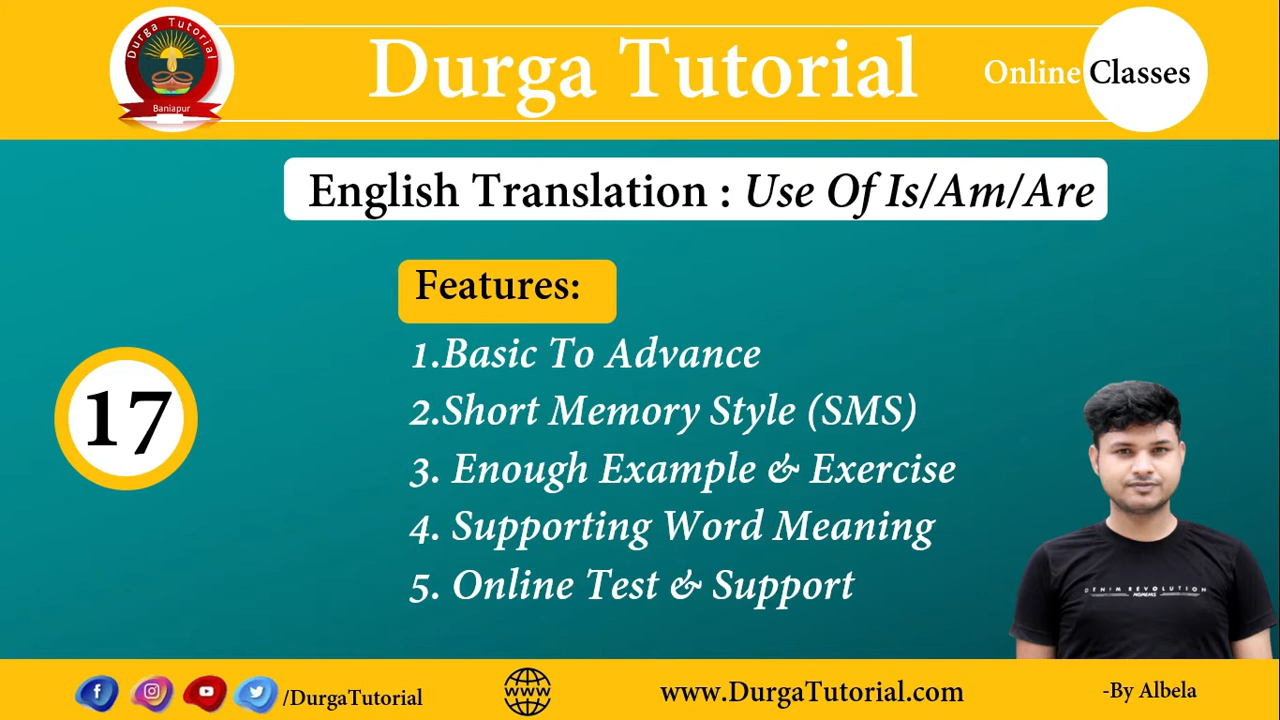 Durga Tutorial
Baniapur
Durga Tutorial
Online Classes
English Translation : Use Of Is/Am/Are
Features:
1.Basic To Advance
2.Short Memory Style (SMS)
3. Enough Example & Exercise
4. Supporting Word Meaning
5. Online Test & Support
17
DENIM REVOLUTION
/DurgaTutorial
www
www.DurgaTutorial.com
-By Albela